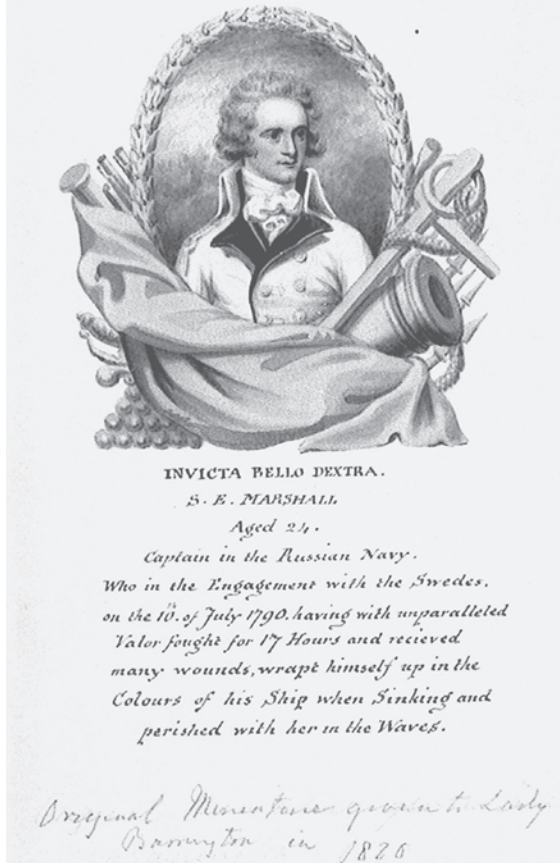 INVICTA BELLO DEXTRA.
S. E. MARSHALL
Aged 24.
Captain in the Russian Navy.
Who in the Engagement with the Swedes,
on the 10th. of July 1790. having with unparalleled
Valor fought for 17 Hours and recieved
many wounds, wrapt himself up in the
Colours of his Ship when Sinking and
perished with her in the Waves.
Original Minature given to Lady
Barrington in 1820